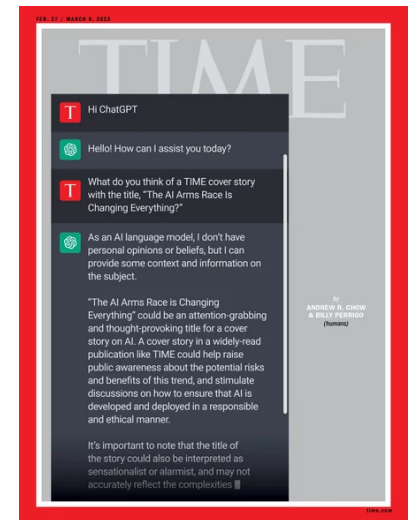 FEB. 27 / MARCH 6, 2023
TIME
T
Hi ChatGPT
Hello! How can I assist you today?
T
What do you think of a TIME cover story
with the title, "The AI Arms Race Is
Changing Everything?"
As an AI language model, I don't have
personal opinions or beliefs, but I can
provide some context and information on
the subject.
"The AI Arms Race is Changing
Everything" could be an attention-grabbing
and thought-provoking title for a cover
story on AI. A cover story in a widely-read
publication like TIME could help raise
public awareness about the potential risks
and benefits of this trend, and stimulate
discussions on how to ensure that AI is
developed and deployed in a responsible
and ethical manner.
It's important to note that the title of
the story could also be interpreted as
sensationalist or alarmist, and may not
accurately reflect the complexities
by
ANDREW R. CHOW
& BILLY PERRIGO
(humans)
time.com